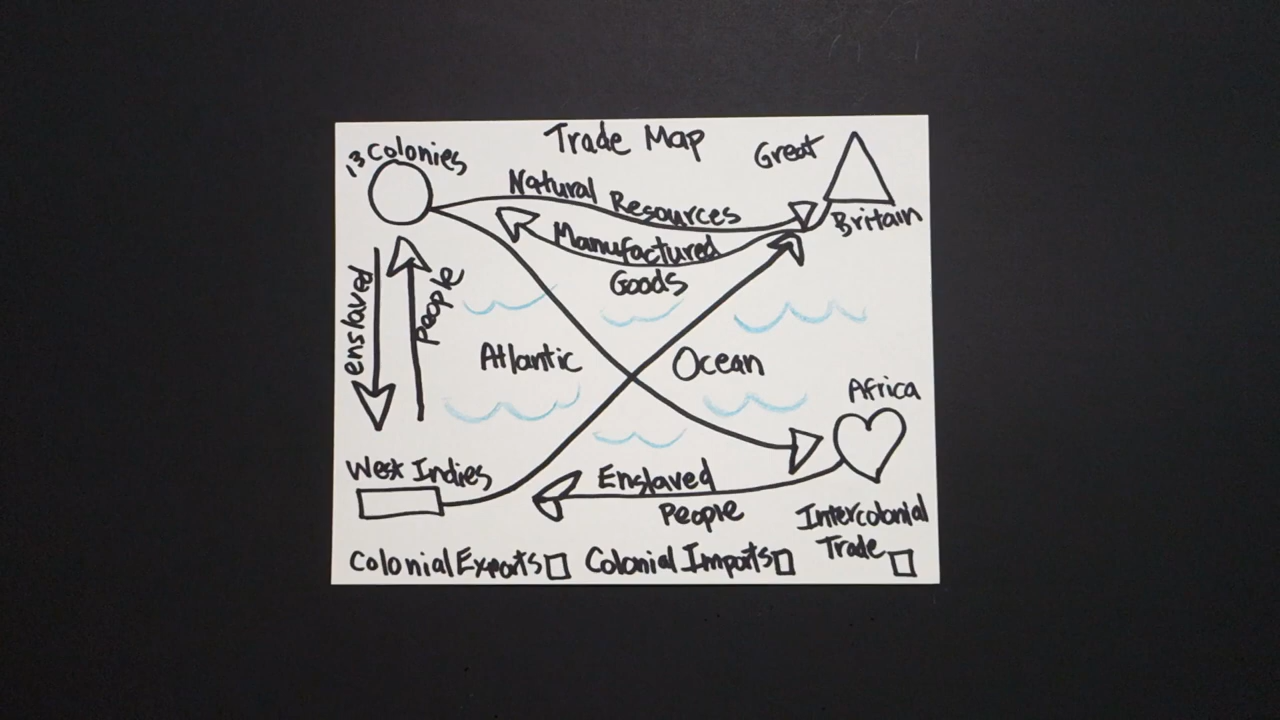 Trade Map
13 Colonies
Great
Britain
Natural Resources
Manufactured
Goods
enslaved
People
Atlantic Ocean
Africa
West Indies
Enslaved
People
Intercolonial
Trade
Colonial Exports
Colonial Imports